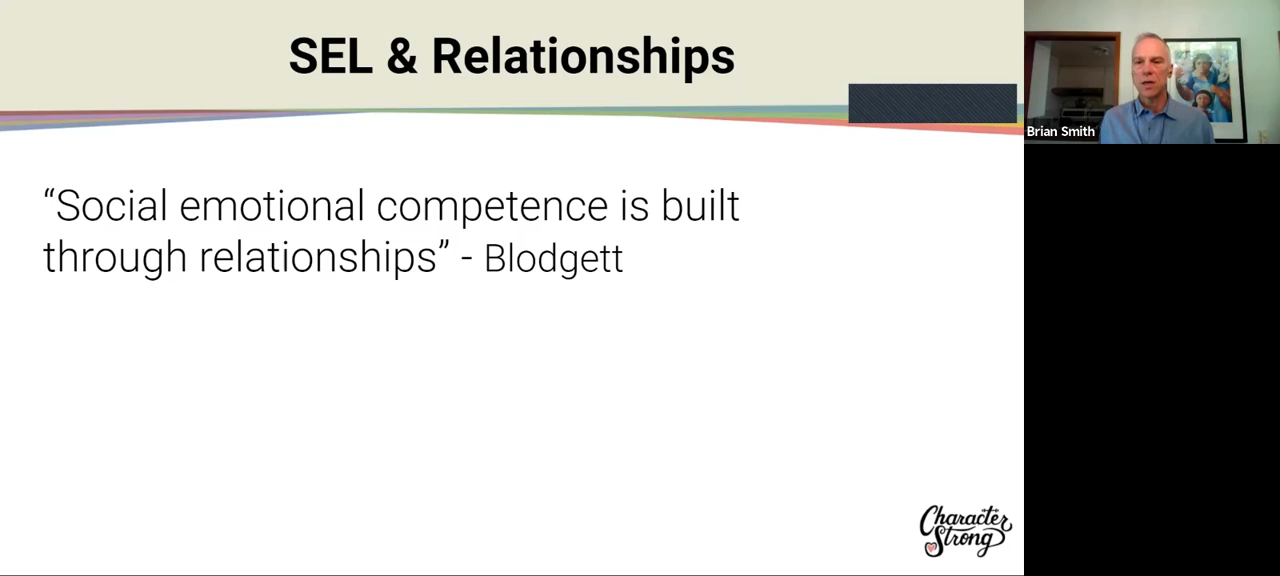 SEL & Relationships
Brian Smith
“Social emotional competence is built
through relationships” - Blodgett
Character
Strong